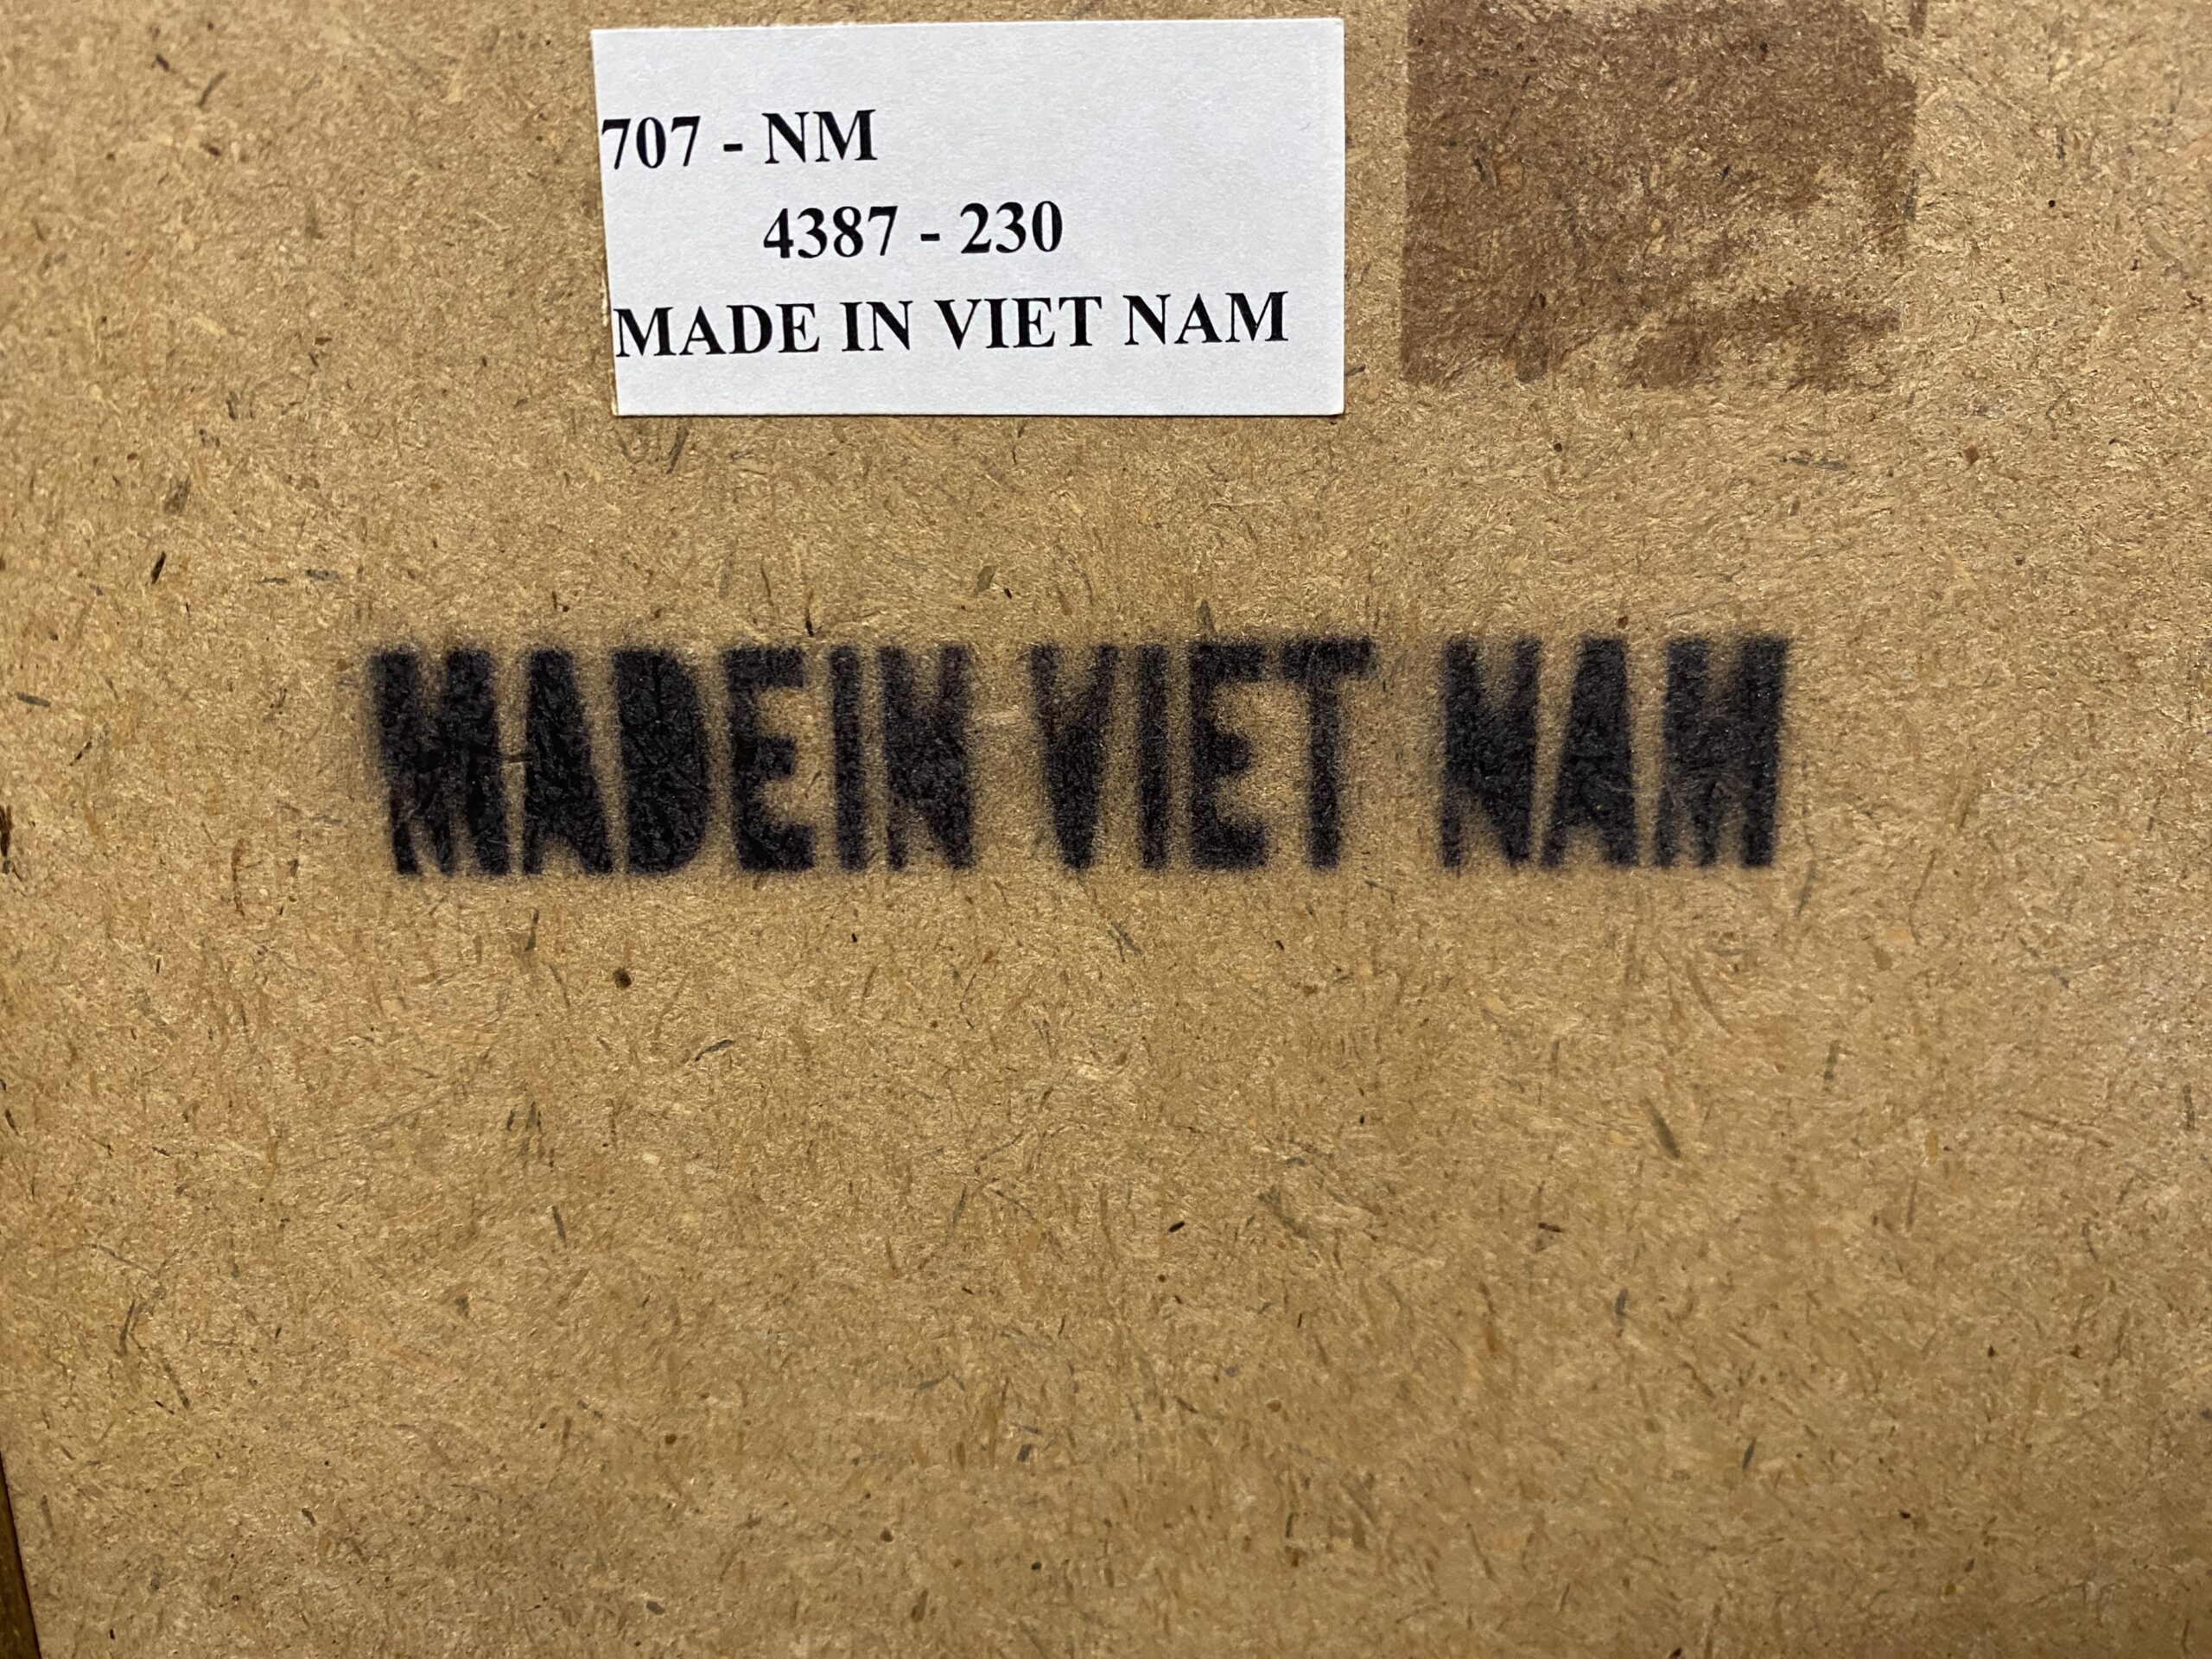 707 - NM
4387 - 230
MADE IN VIET NAM
MADEIN VIET NAM